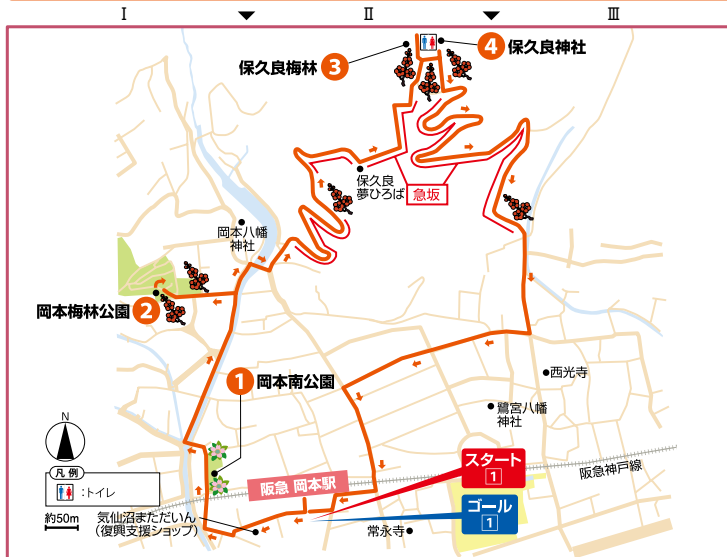 Ⅰ ▼ Ⅱ ▼ Ⅲ
3 保久良梅林
4 保久良神社
保久良
夢ひろば
急坂
岡本八幡
神社
岡本梅林公園 2
1 岡本南公園
西光寺
鷺宮八幡
神社
N
凡例
:トイレ
約50m
阪急 岡本駅
スタート
1
ゴール
1
阪急神戸線
気仙沼まただいん
(復興支援ショップ)
常永寺